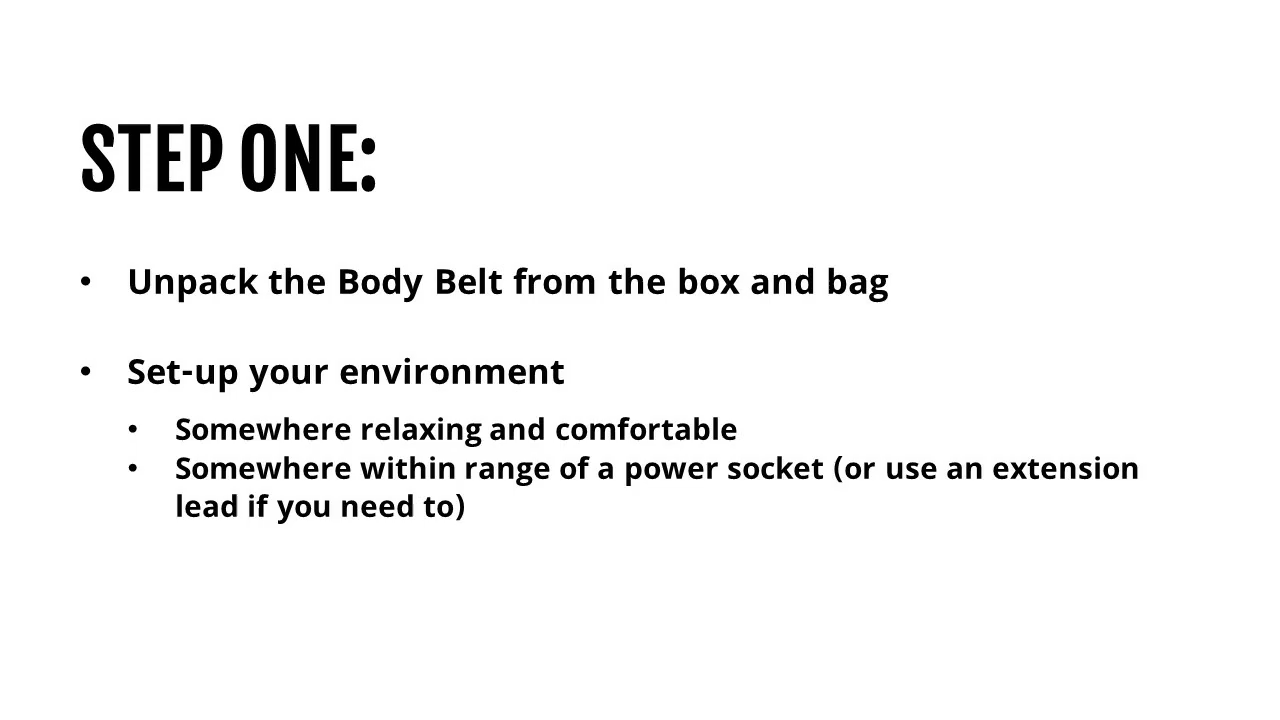 STEP ONE:
• Unpack the Body Belt from the box and bag
• Set-up your environment
• Somewhere relaxing and comfortable
• Somewhere within range of a power socket (or use an extension
lead if you need to)